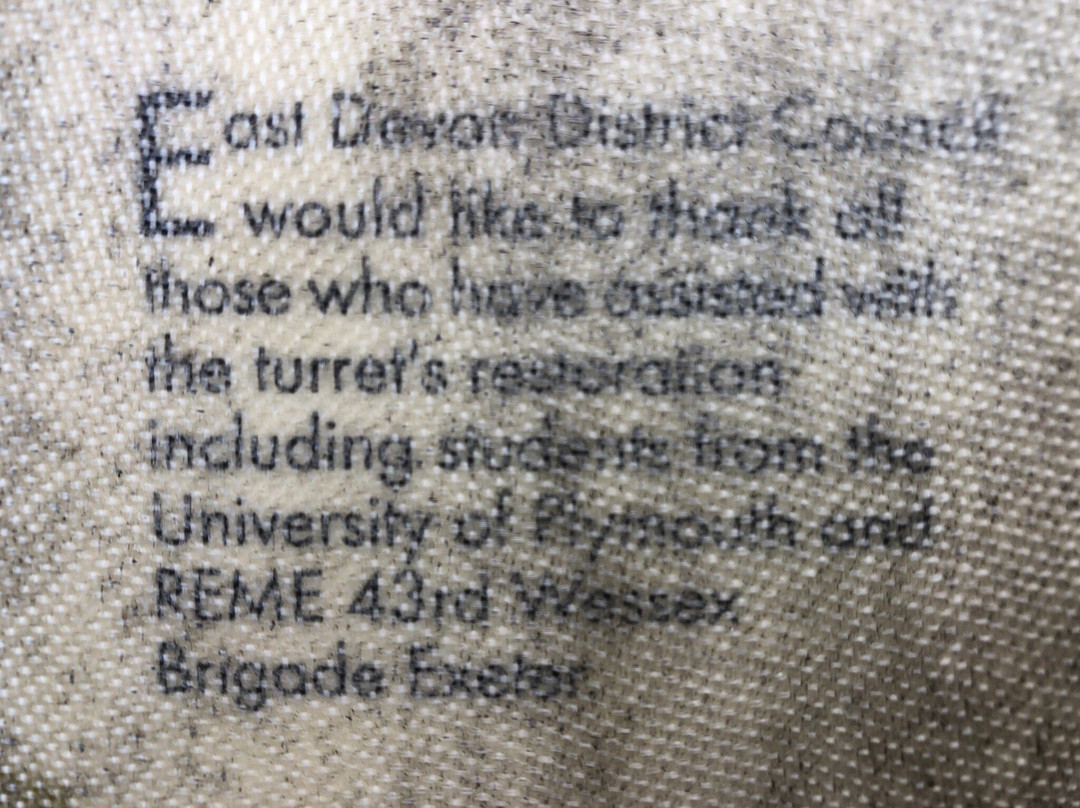 East Devon District Council
would like to thank all
those who have assisted with
the turret's restoration
including students from the
University of Plymouth and
REME 43rd Wessex
Brigade Exeter.